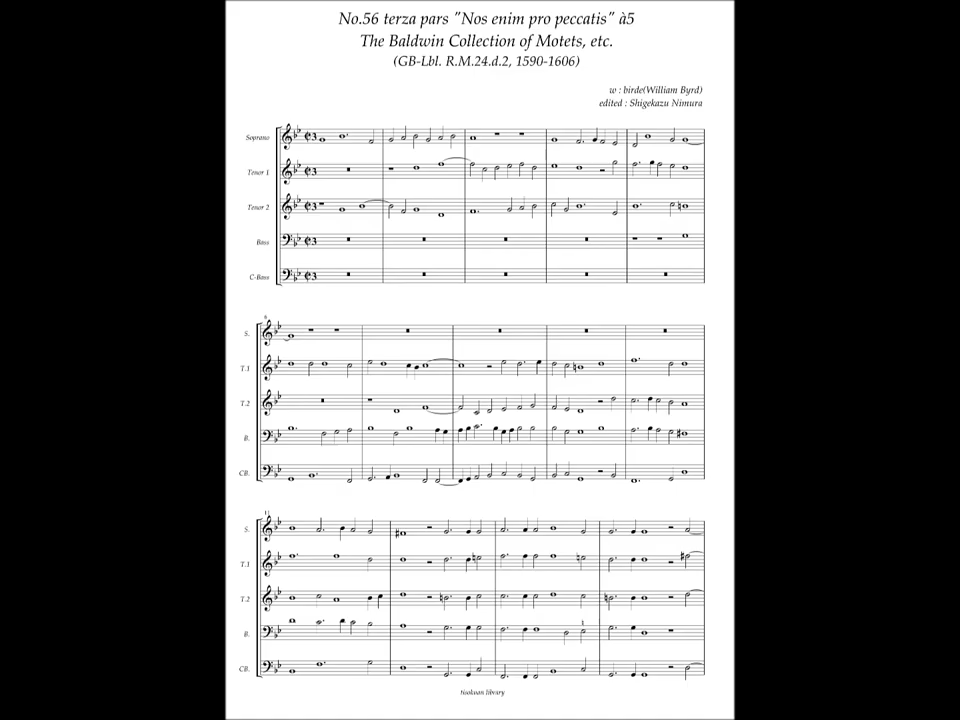 No.56 terza pars "Nos enim pro peccatis" à5
The Baldwin Collection of Motets, etc.
(GB-Lbl. R.M.24.d.2, 1590-1606)
w : birde(William Byrd)
edited : Shigekazu Nimura
Soprano
Tenor 1
Tenor 2
Bass
C-Bass
6
S.
T.1
T.2
B.
CB.
11
S.
T.1
T.2
B.
CB.